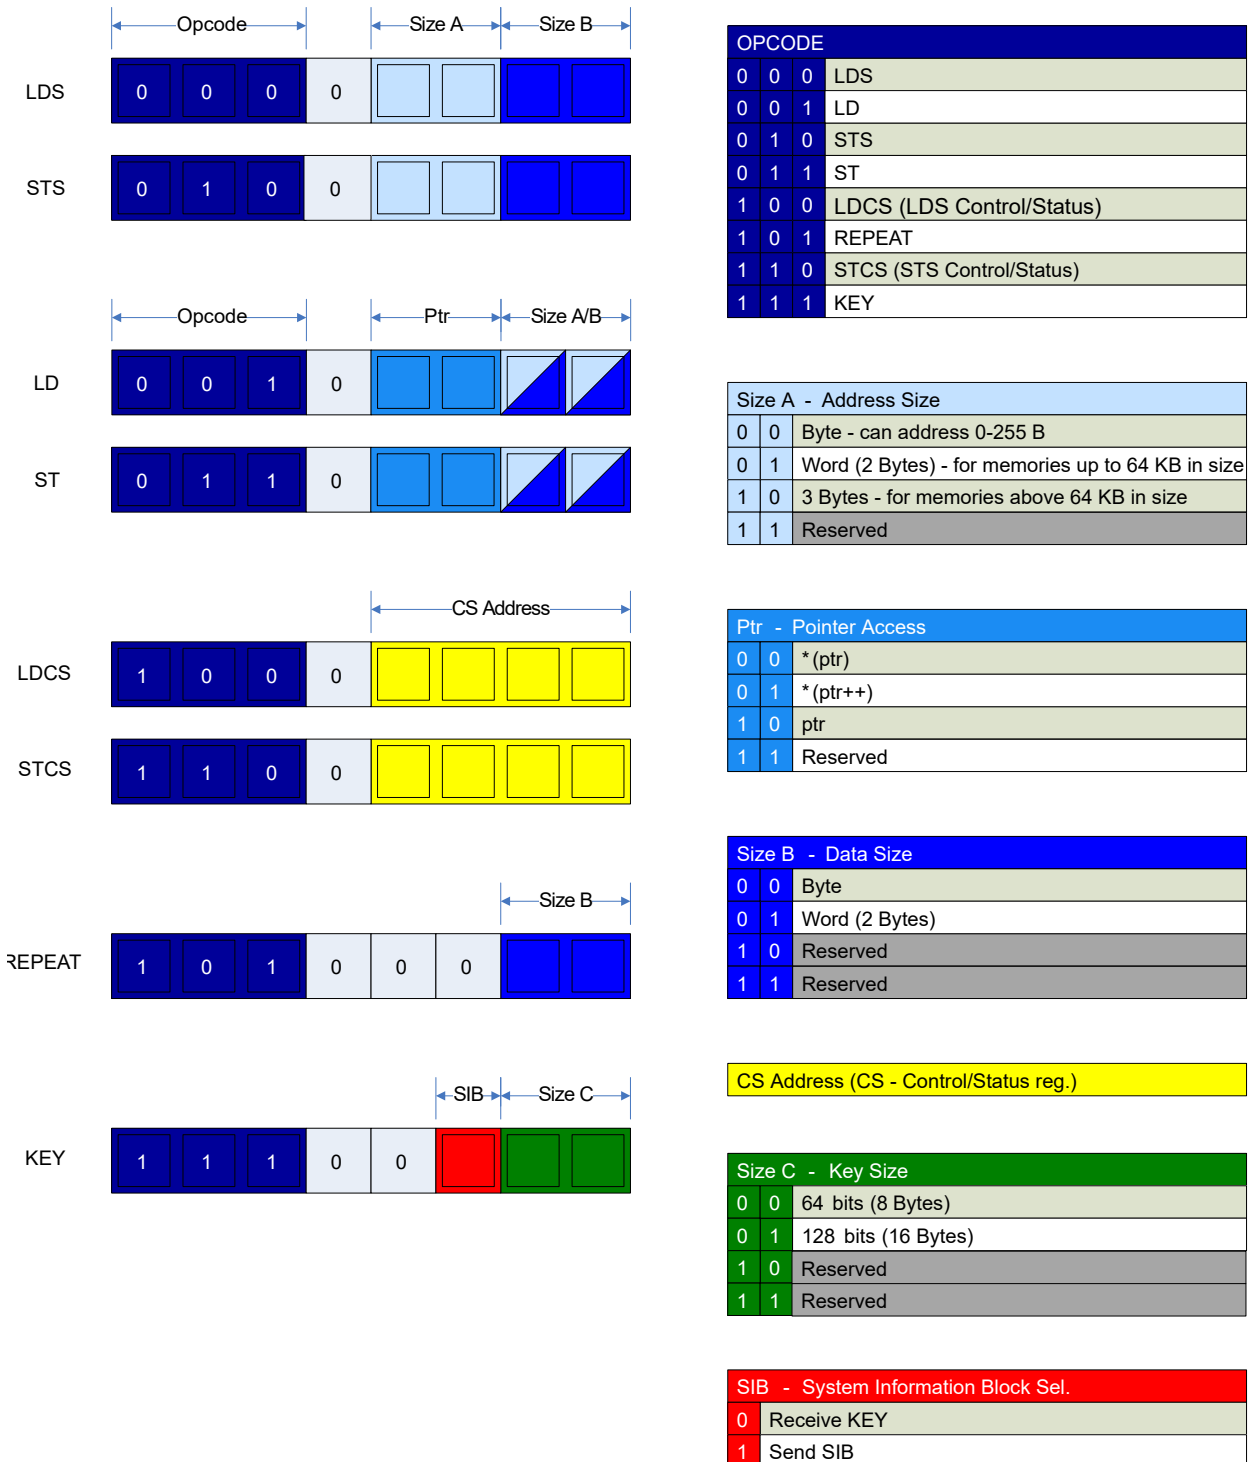 Opcode Size A Size B
LDS 0 0 0 0
STS 0 1 0 0
Opcode Ptr Size A/B
LD 0 0 1 0
ST 0 1 1 0
CS Address
LDCS 1 0 0 0
STCS 1 1 0 0
Size B
REPEAT 1 0 1 0 0 0
SIB Size C
KEY 1 1 1 0 0
OPCODE
0 0 0 LDS
0 0 1 LD
0 1 0 STS
0 1 1 ST
1 0 0 LDCS (LDS Control/Status)
1 0 1 REPEAT
1 1 0 STCS (STS Control/Status)
1 1 1 KEY
Size A - Address Size
0 0 Byte - can address 0-255 B
0 1 Word (2 Bytes) - for memories up to 64 KB in size
1 0 3 Bytes - for memories above 64 KB in size
1 1 Reserved
Ptr - Pointer Access
0 0 *(ptr)
0 1 *(ptr++)
1 0 ptr
1 1 Reserved
Size B - Data Size
0 0 Byte
0 1 Word (2 Bytes)
1 0 Reserved
1 1 Reserved
CS Address (CS - Control/Status reg.)
Size C - Key Size
0 0 64 bits (8 Bytes)
0 1 128 bits (16 Bytes)
1 0 Reserved
1 1 Reserved
SIB - System Information Block Sel.
0 Receive KEY
1 Send SIB